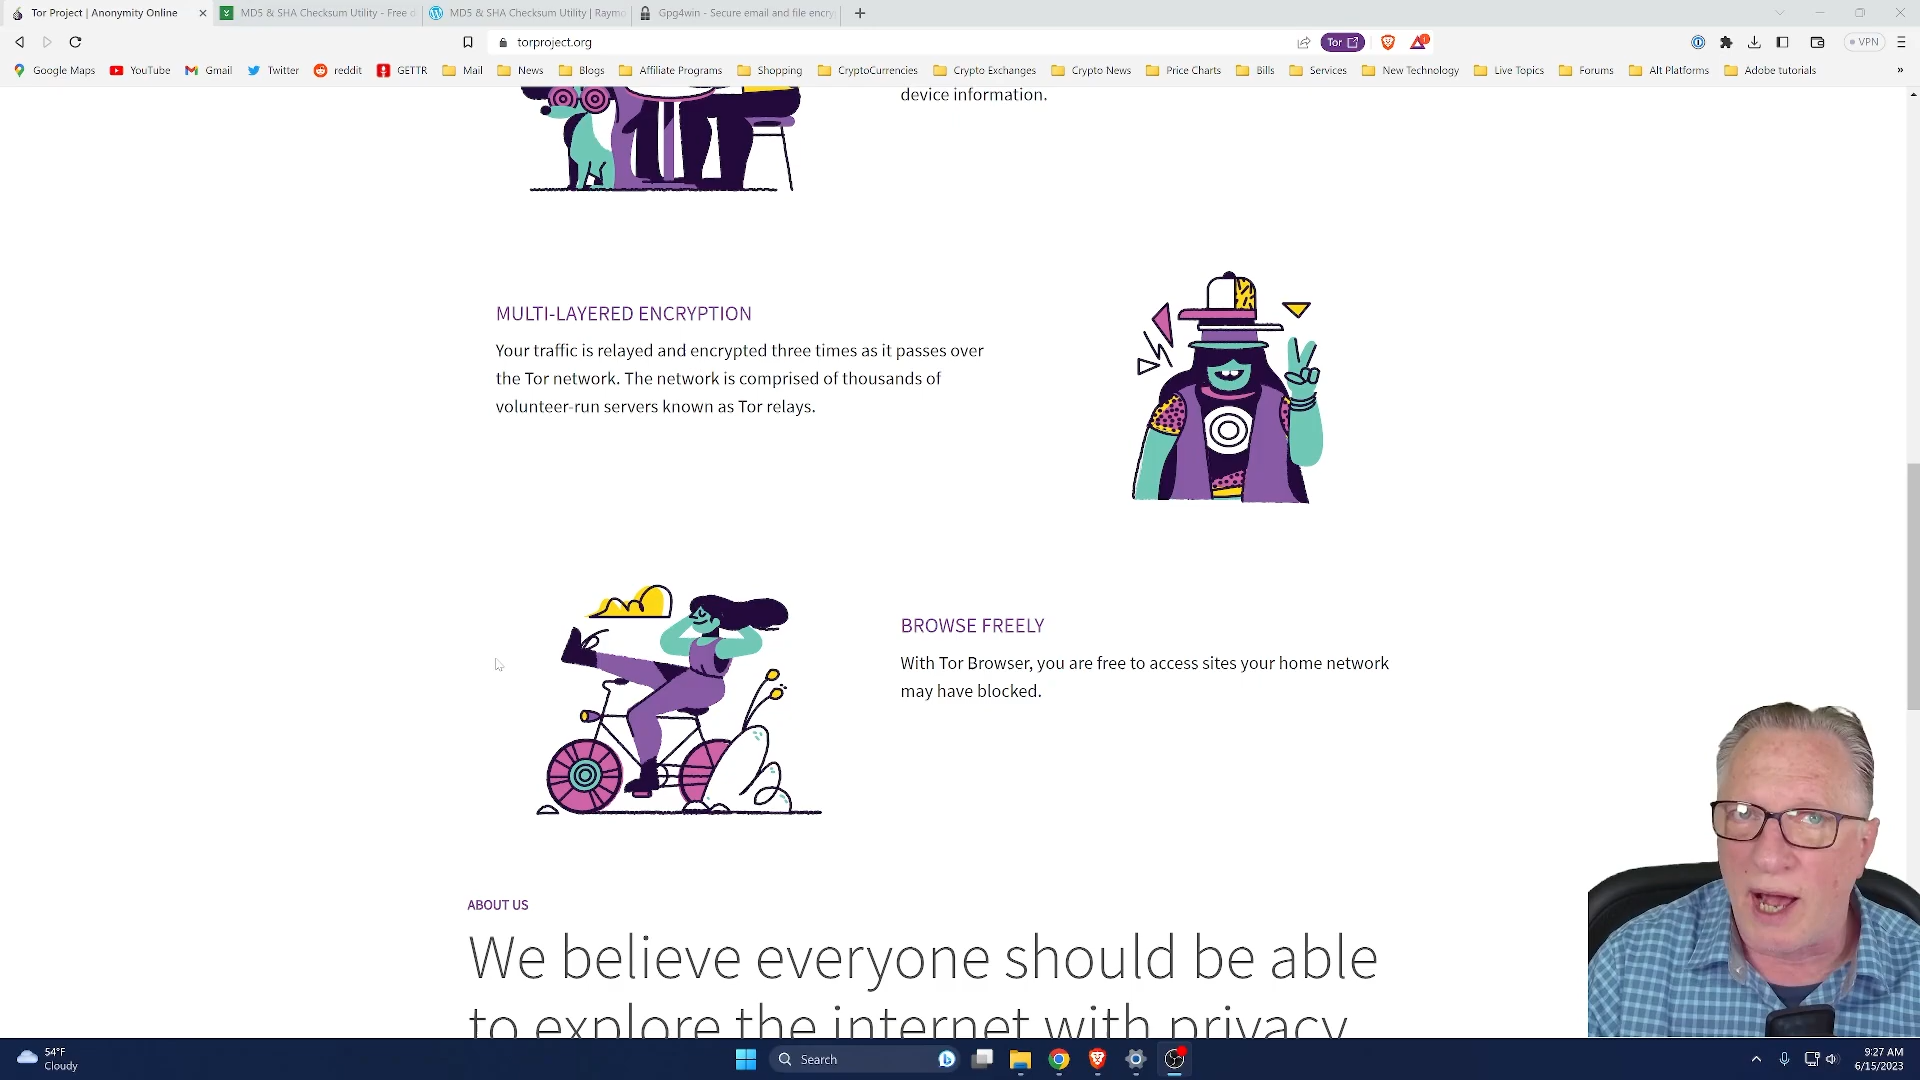 Tor Project | Anonymity Online
MD5 & SHA Checksum Utility - Free d
MD5 & SHA Checksum Utility | Raymo
Gpg4win - Secure email and file encry
torproject.org
Tor
VPN
Google Maps
YouTube
Gmail
Twitter
reddit
GETTR
Mail
News
Blogs
Affiliate Programs
Shopping
CryptoCurrencies
Crypto Exchanges
Crypto News
Price Charts
Bills
Services
New Technology
Live Topics
Forums
Alt Platforms
Adobe tutorials
»
device information.
MULTI-LAYERED ENCRYPTION
Your traffic is relayed and encrypted three times as it passes over
the Tor network. The network is comprised of thousands of
volunteer-run servers known as Tor relays.
BROWSE FREELY
With Tor Browser, you are free to access sites your home network
may have blocked.
ABOUT US
We believe everyone should be able
to explore the internet with privacy.
54°F
Cloudy
Search
9:27 AM
6/15/2023